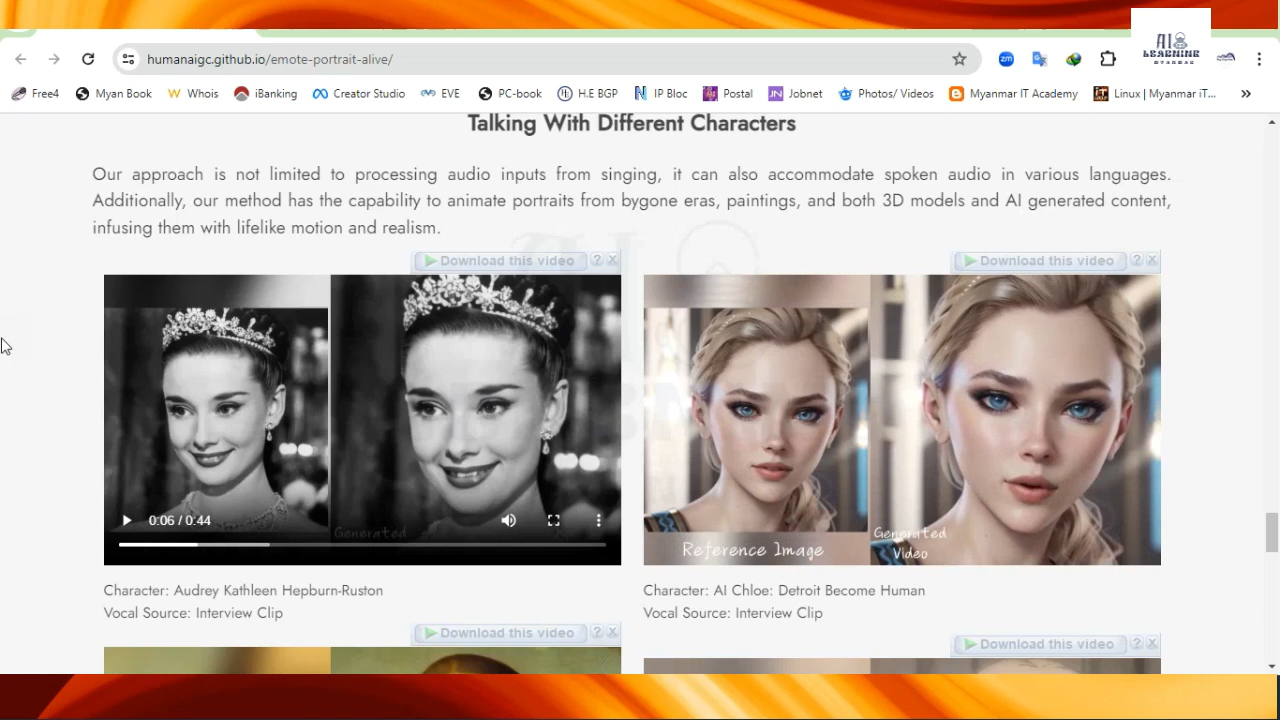 AI
LEARNING
MYANMAR
humanaigc.github.io/emote-portrait-alive/
zm
Free4 Myan Book Whois iBanking Creator Studio EVE PC-book H.E BGP IP Bloc Postal Jobnet Photos/ Videos Myanmar IT Academy Linux | Myanmar iT... »
Talking With Different Characters
Our approach is not limited to processing audio inputs from singing, it can also accommodate spoken audio in various languages.
Additionally, our method has the capability to animate portraits from bygone eras, paintings, and both 3D models and AI generated content,
infusing them with lifelike motion and realism.
Download this video ? X
Download this video ? X
0:06 / 0:44
Generated
Reference Image
Generated
Video
Character: Audrey Kathleen Hepburn-Ruston
Vocal Source: Interview Clip
Character: AI Chloe: Detroit Become Human
Vocal Source: Interview Clip
Download this video ? X
Download this video ? X